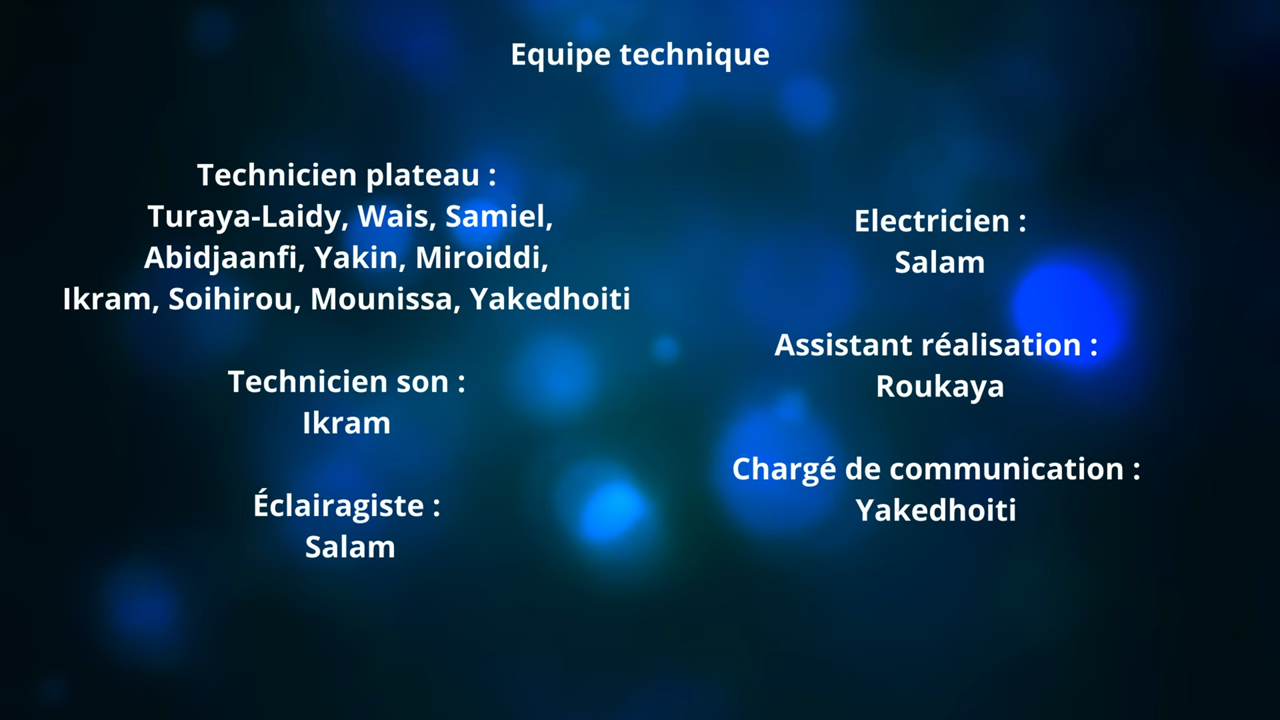 Equipe technique
Technicien plateau :
Turaya-Laidy, Wais, Samiel,
Abidjaanfi, Yakin, Miroiddi,
Ikram, Soihirou, Mounissa, Yakedhoiti
Technicien son :
Ikram
Éclairagiste :
Salam
Electricien :
Salam
Assistant réalisation :
Roukaya
Chargé de communication :
Yakedhoiti